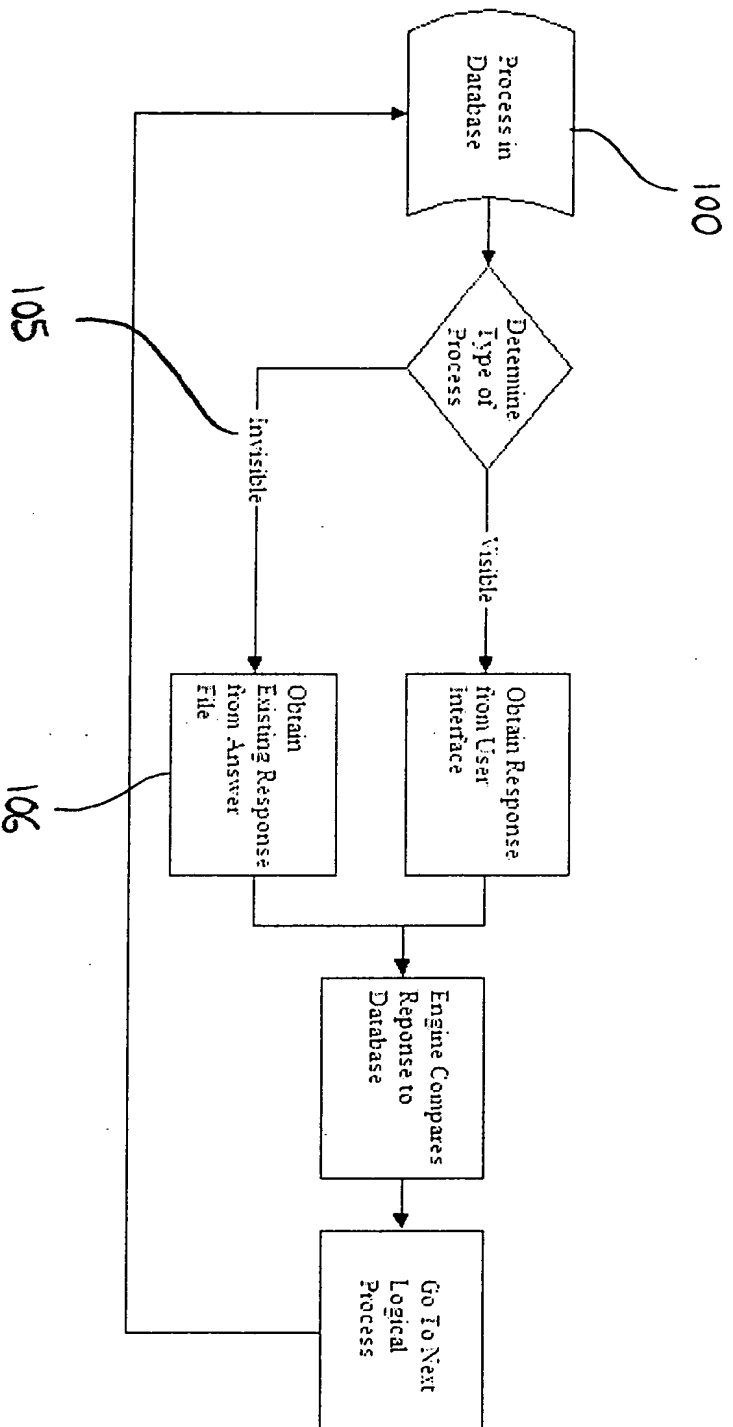 100
Process in
Database
Determine
Type of
Process
Visible
Obtain Response
from User
Interface
105
Invisible
Obtain
Existing Response
from Answer
File
106
Engine Compares
Reponse to
Database
Go To Next
Logical
Process